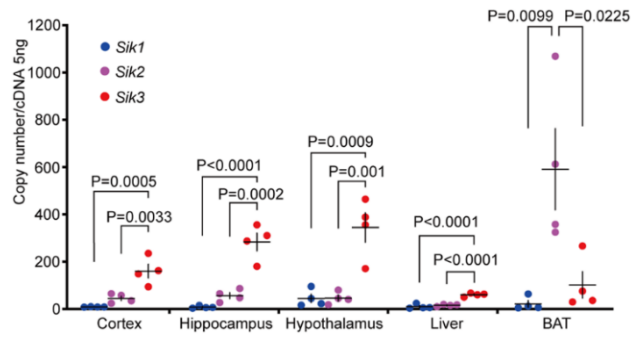 P=0.0099 P=0.0225
1200
1000
800
600
400
200
0
Copy number/cDNA 5ng
Sik1
Sik2
Sik3
P=0.0005
P=0.0033
P<0.0001
P=0.0002
P=0.0009
P=0.001
P<0.0001
P<0.0001
Cortex Hippocampus Hypothalamus Liver BAT